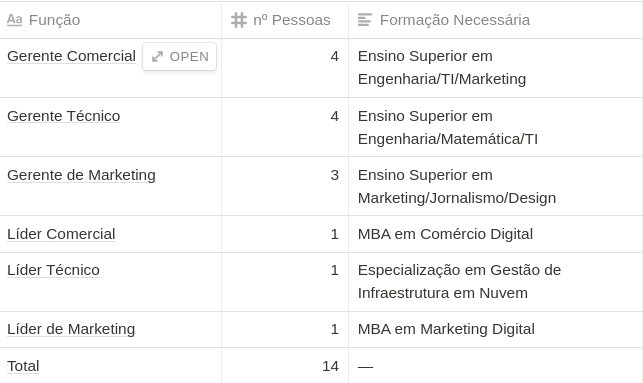 Função nº Pessoas Formação Necessária
Gerente Comercial OPEN 4 Ensino Superior em
Engenharia/TI/Marketing
Gerente Técnico 4 Ensino Superior em
Engenharia/Matemática/TI
Gerente de Marketing 3 Ensino Superior em
Marketing/Jornalismo/Design
Líder Comercial 1 MBA em Comércio Digital
Líder Técnico 1 Especialização em Gestão de
Infraestrutura em Nuvem
Líder de Marketing 1 MBA em Marketing Digital
Total 14 —